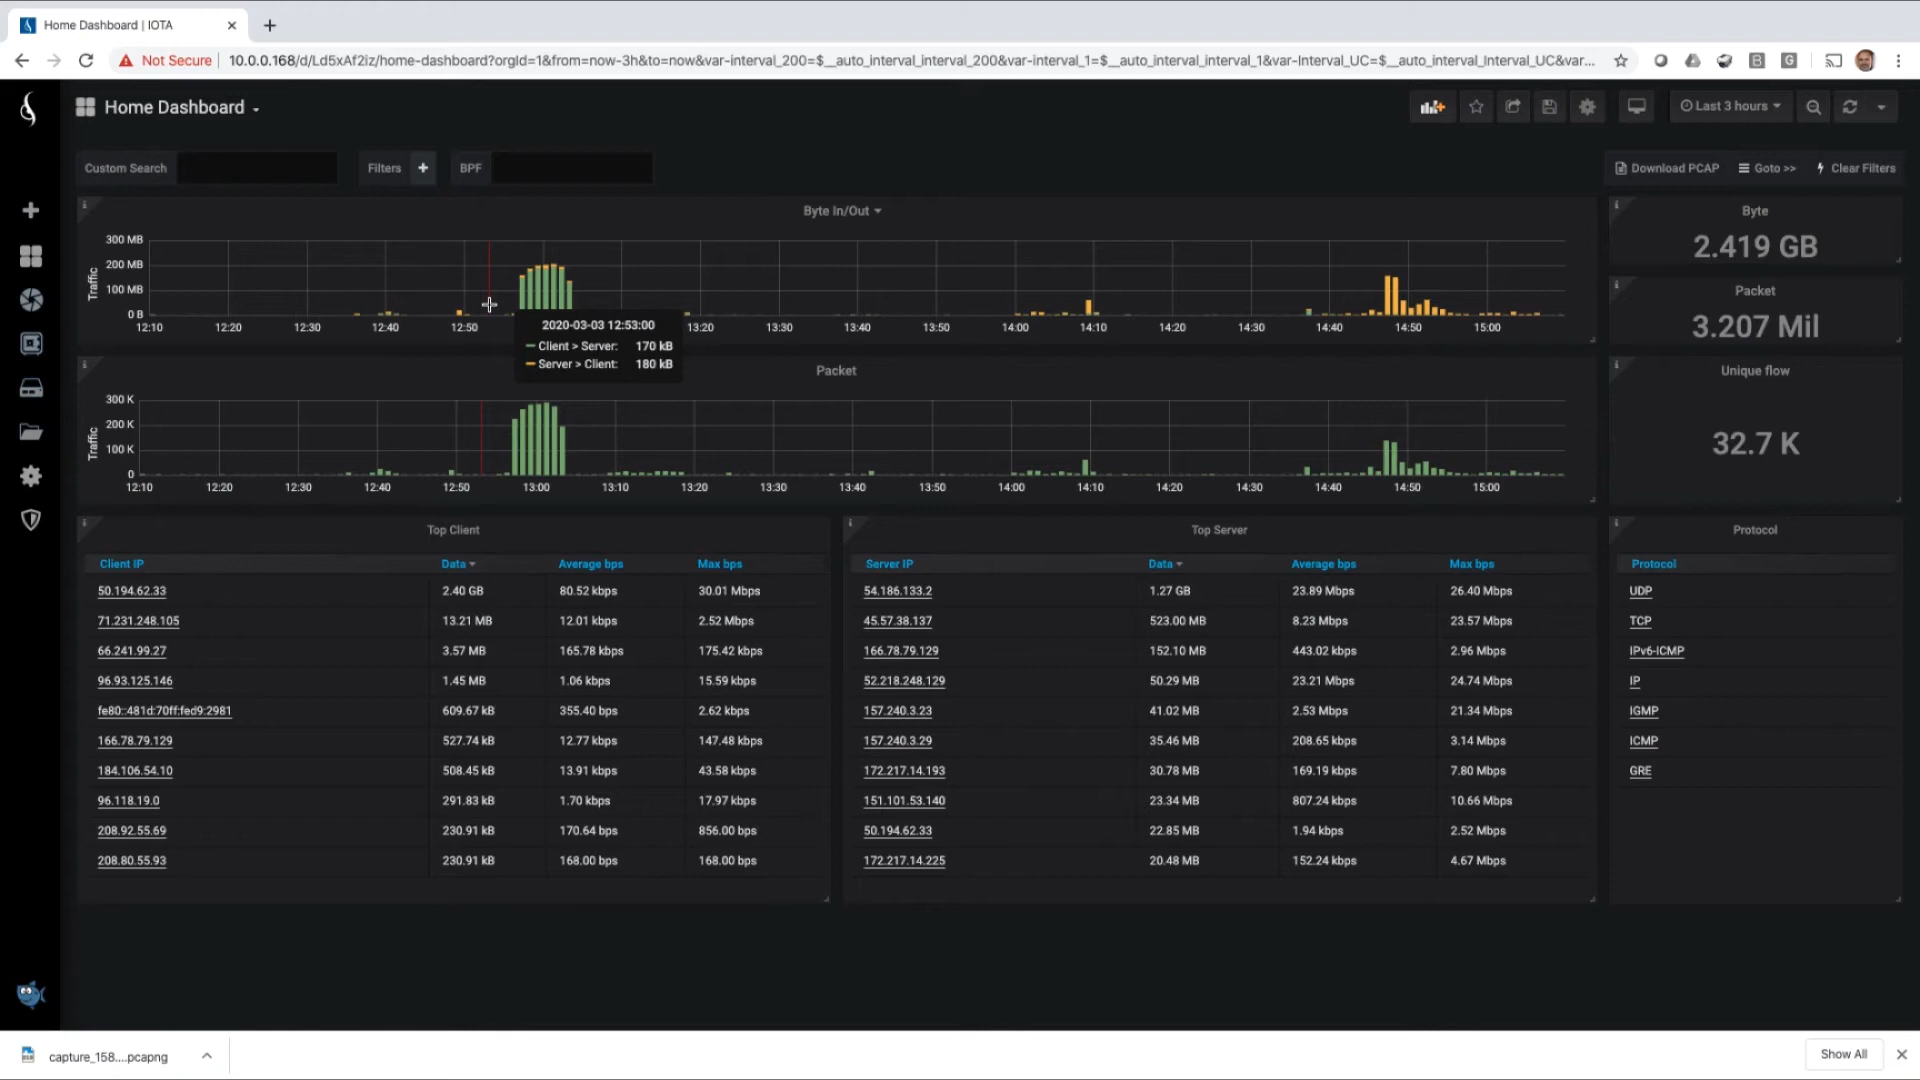 Home Dashboard | IOTA
Not Secure
10.0.0.168/d/Ld5xAf2iz/home-dashboard?orgId=1&from=now-3h&to=now&var-interval_200=$__auto_interval_interval_200&var-interval_1=$__auto_interval_interval_1&var-Interval_UC=$__auto_interval_Interval_UC&var...
Home Dashboard
Last 3 hours
Custom Search
Filters
BPF
Download PCAP
Goto >>
Clear Filters
Byte In/Out
Traffic
300 MB
200 MB
100 MB
0 B
12:10 12:20 12:30 12:40 12:50 13:20 13:30 13:40 13:50 14:00 14:10 14:20 14:30 14:40 14:50 15:00
2020-03-03 12:53:00
Client > Server: 170 kB
Server > Client: 180 kB
Byte
2.419 GB
Packet
3.207 Mil
Packet
Traffic
300 K
200 K
100 K
0
12:10 12:20 12:30 12:40 12:50 13:00 13:10 13:20 13:30 13:40 13:50 14:00 14:10 14:20 14:30 14:40 14:50 15:00
Unique flow
32.7 K
Top Client
Client IP Data Average bps Max bps
50.194.62.33 2.40 GB 80.52 kbps 30.01 Mbps
71.231.248.105 13.21 MB 12.01 kbps 2.52 Mbps
66.241.99.27 3.57 MB 165.78 kbps 175.42 kbps
96.93.125.146 1.45 MB 1.06 kbps 15.59 kbps
fe80::481d:70ff:fed9:2981 609.67 kB 355.40 bps 2.62 kbps
166.78.79.129 527.74 kB 12.77 kbps 147.48 kbps
184.106.54.10 508.45 kB 13.91 kbps 43.58 kbps
96.118.19.0 291.83 kB 1.70 kbps 17.97 kbps
208.92.55.69 230.91 kB 170.64 bps 856.00 bps
208.80.55.93 230.91 kB 168.00 bps 168.00 bps
Top Server
Server IP Data Average bps Max bps
54.186.133.2 1.27 GB 23.89 Mbps 26.40 Mbps
45.57.38.137 523.00 MB 8.23 Mbps 23.57 Mbps
166.78.79.129 152.10 MB 443.02 kbps 2.96 Mbps
52.218.248.129 50.29 MB 23.21 Mbps 24.74 Mbps
157.240.3.23 41.02 MB 2.53 Mbps 21.34 Mbps
157.240.3.29 35.46 MB 208.65 kbps 3.14 Mbps
172.217.14.193 30.78 MB 169.19 kbps 7.80 Mbps
151.101.53.140 23.34 MB 807.24 kbps 10.66 Mbps
50.194.62.33 22.85 MB 1.94 kbps 2.52 Mbps
172.217.14.225 20.48 MB 152.24 kbps 4.67 Mbps
Protocol
Protocol
UDP
TCP
IPv6-ICMP
IP
IGMP
ICMP
GRE
capture_158....pcapng
Show All